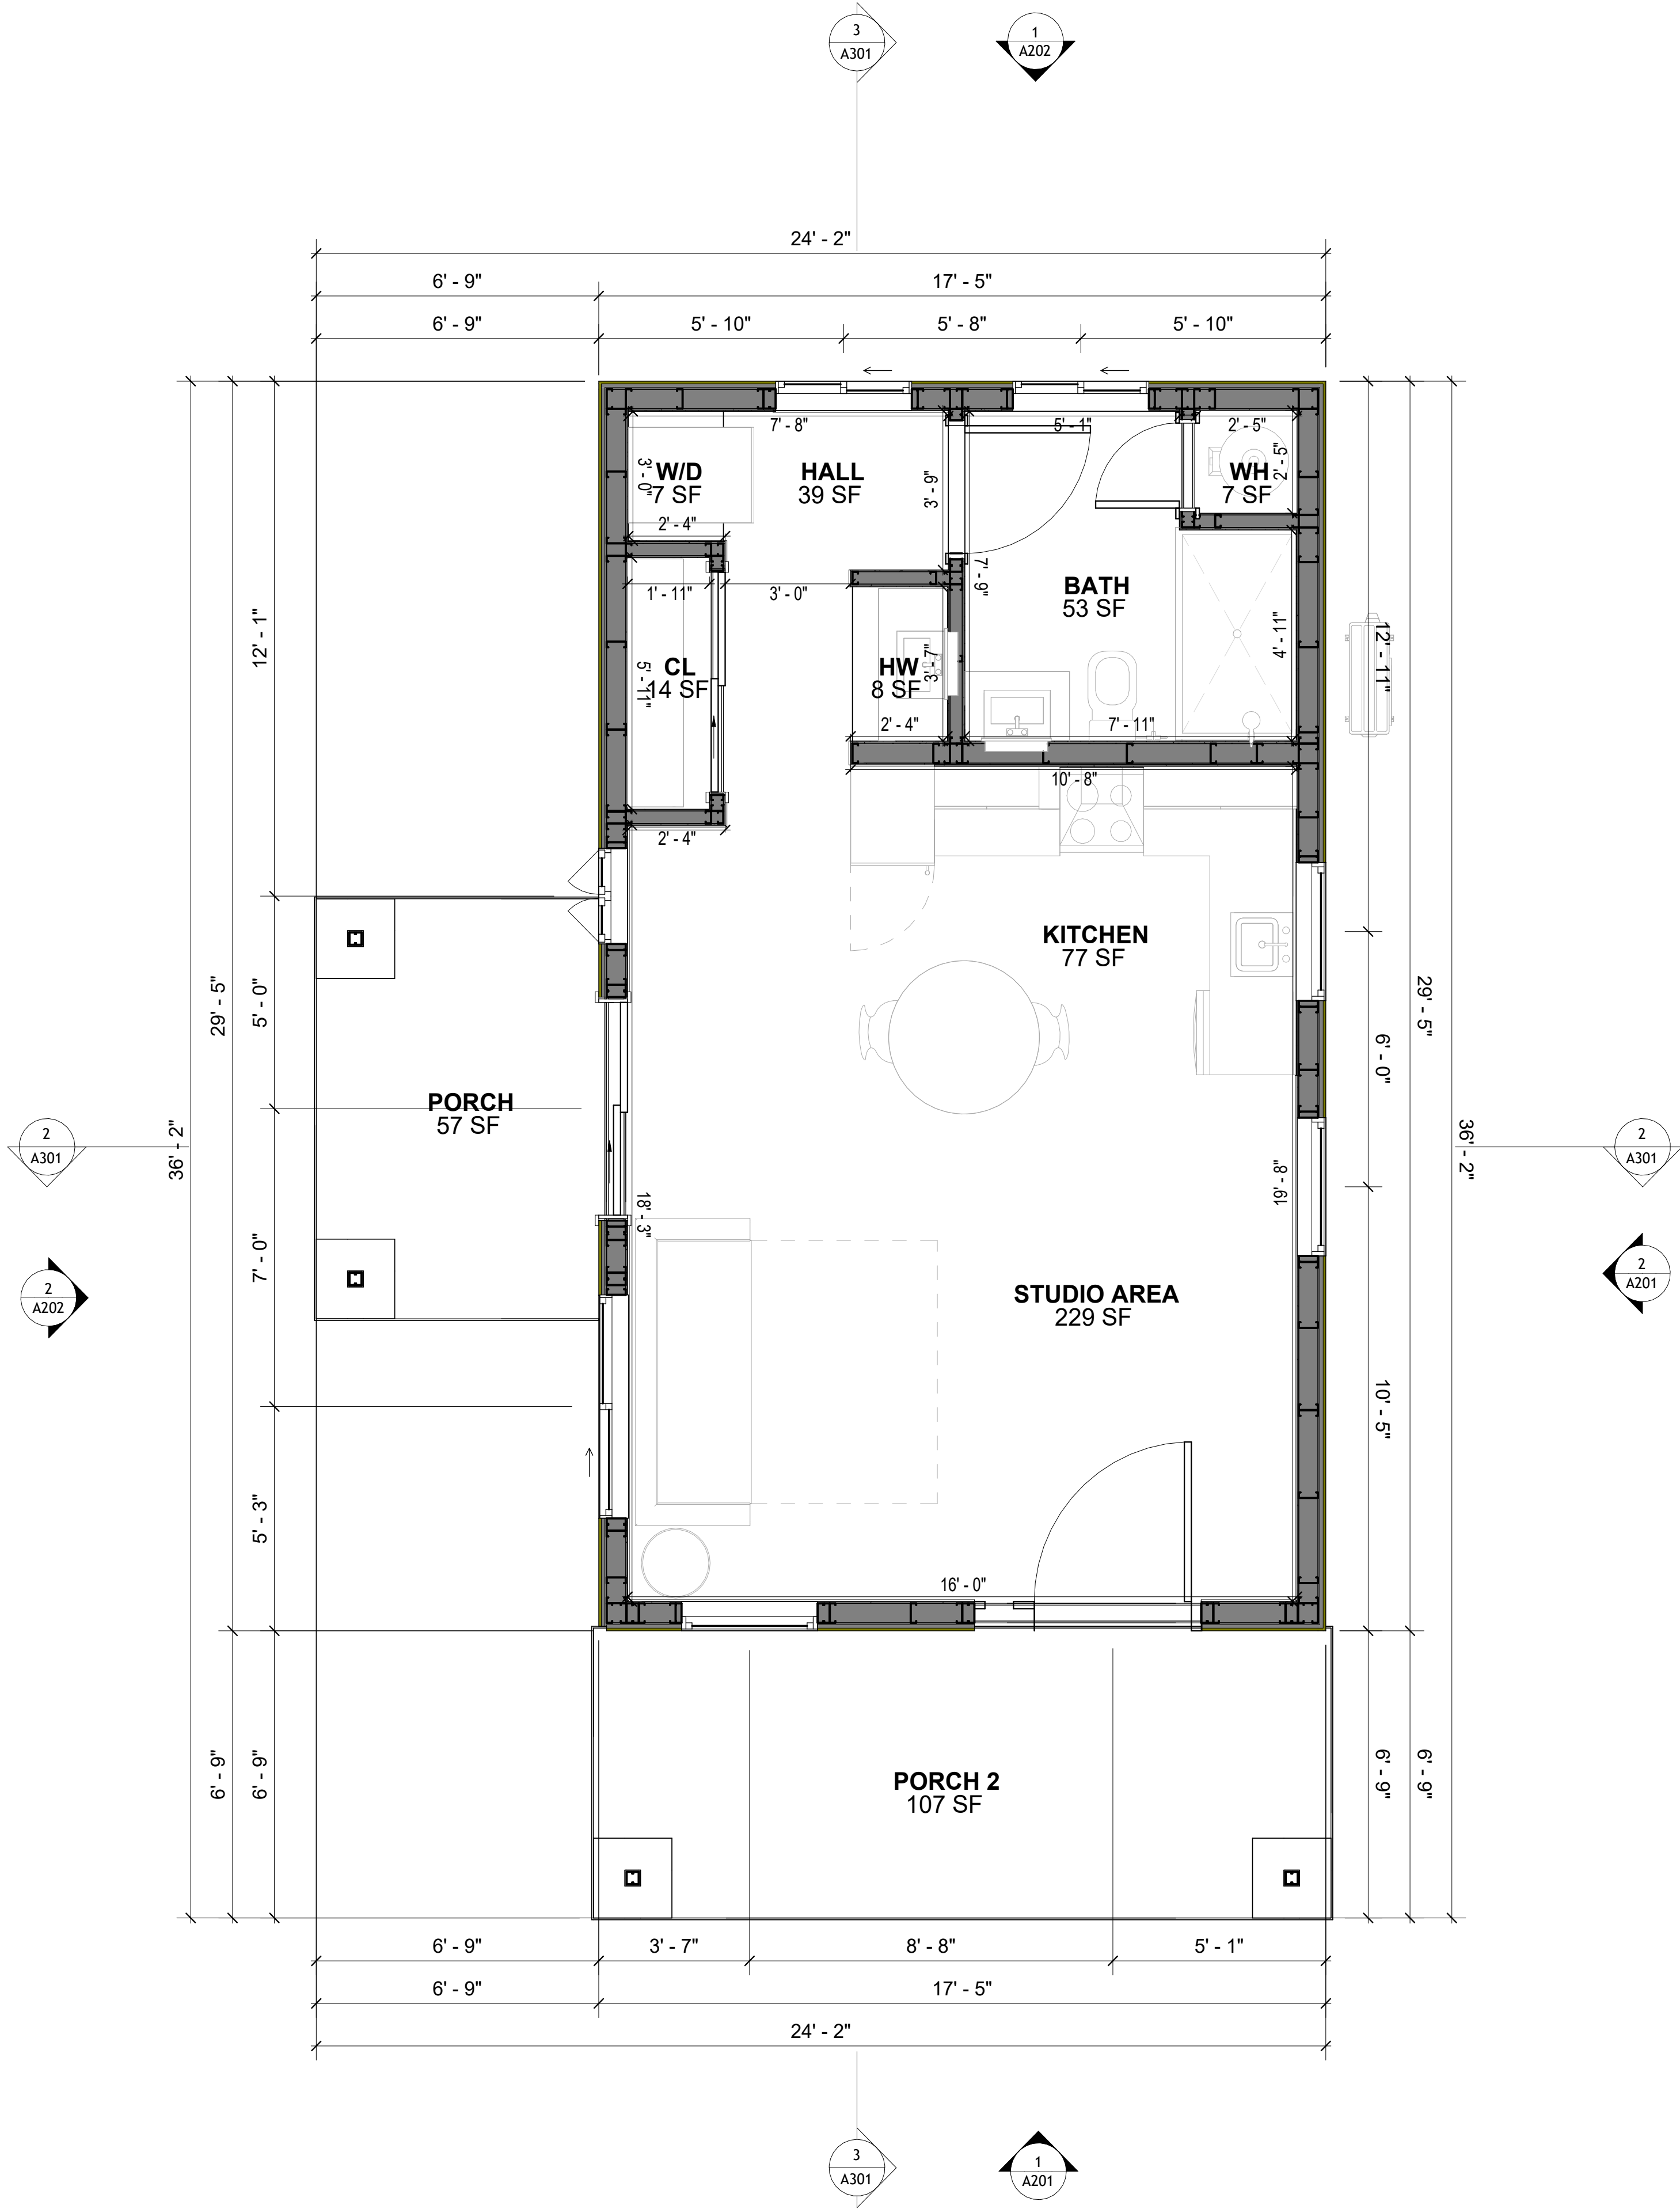 3
A301
1
A202
24' - 2"
6' - 9"
17' - 5"
6' - 9"
5' - 10"
5' - 8"
5' - 10"
7' - 8"
5' - 1"
2' - 5"
W/D
7 SF
3' - 0"
HALL
39 SF
3' - 9"
WH
7 SF
2' - 5"
2' - 4"
1' - 11"
3' - 0"
7' - 9"
BATH
53 SF
4' - 11"
12' - 1"
12' - 11"
CL
14 SF
5' - 11"
HW
8 SF
3' - 7"
2' - 4"
7' - 11"
10' - 8"
2' - 4"
KITCHEN
77 SF
29' - 5"
5' - 0"
29' - 5"
6' - 0"
PORCH
57 SF
2
A301
36' - 2"
36' - 2"
2
A301
19' - 8"
18' - 3"
7' - 0"
2
A202
2
A201
STUDIO AREA
229 SF
10' - 5"
5' - 3"
16' - 0"
PORCH 2
107 SF
6' - 9"
6' - 9"
6' - 9"
6' - 9"
6' - 9"
3' - 7"
8' - 8"
5' - 1"
6' - 9"
17' - 5"
24' - 2"
3
A301
1
A201